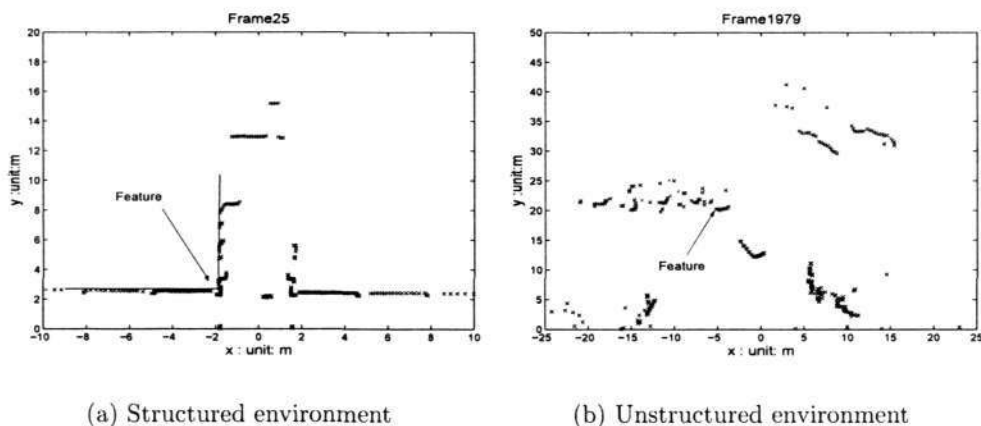 Frame25
20
18
16
14
12
10
8
6
4
2
0
y :unit:m
Feature
−10 −8 −6 −4 −2 0 2 4 6 8 10
x : unit: m
(a) Structured environment
Frame1979
50
45
40
35
30
25
20
15
10
5
0
y :unit:m
Feature
−25 −20 −15 −10 −5 0 5 10 15 20 25
x : unit: m
(b) Unstructured environment